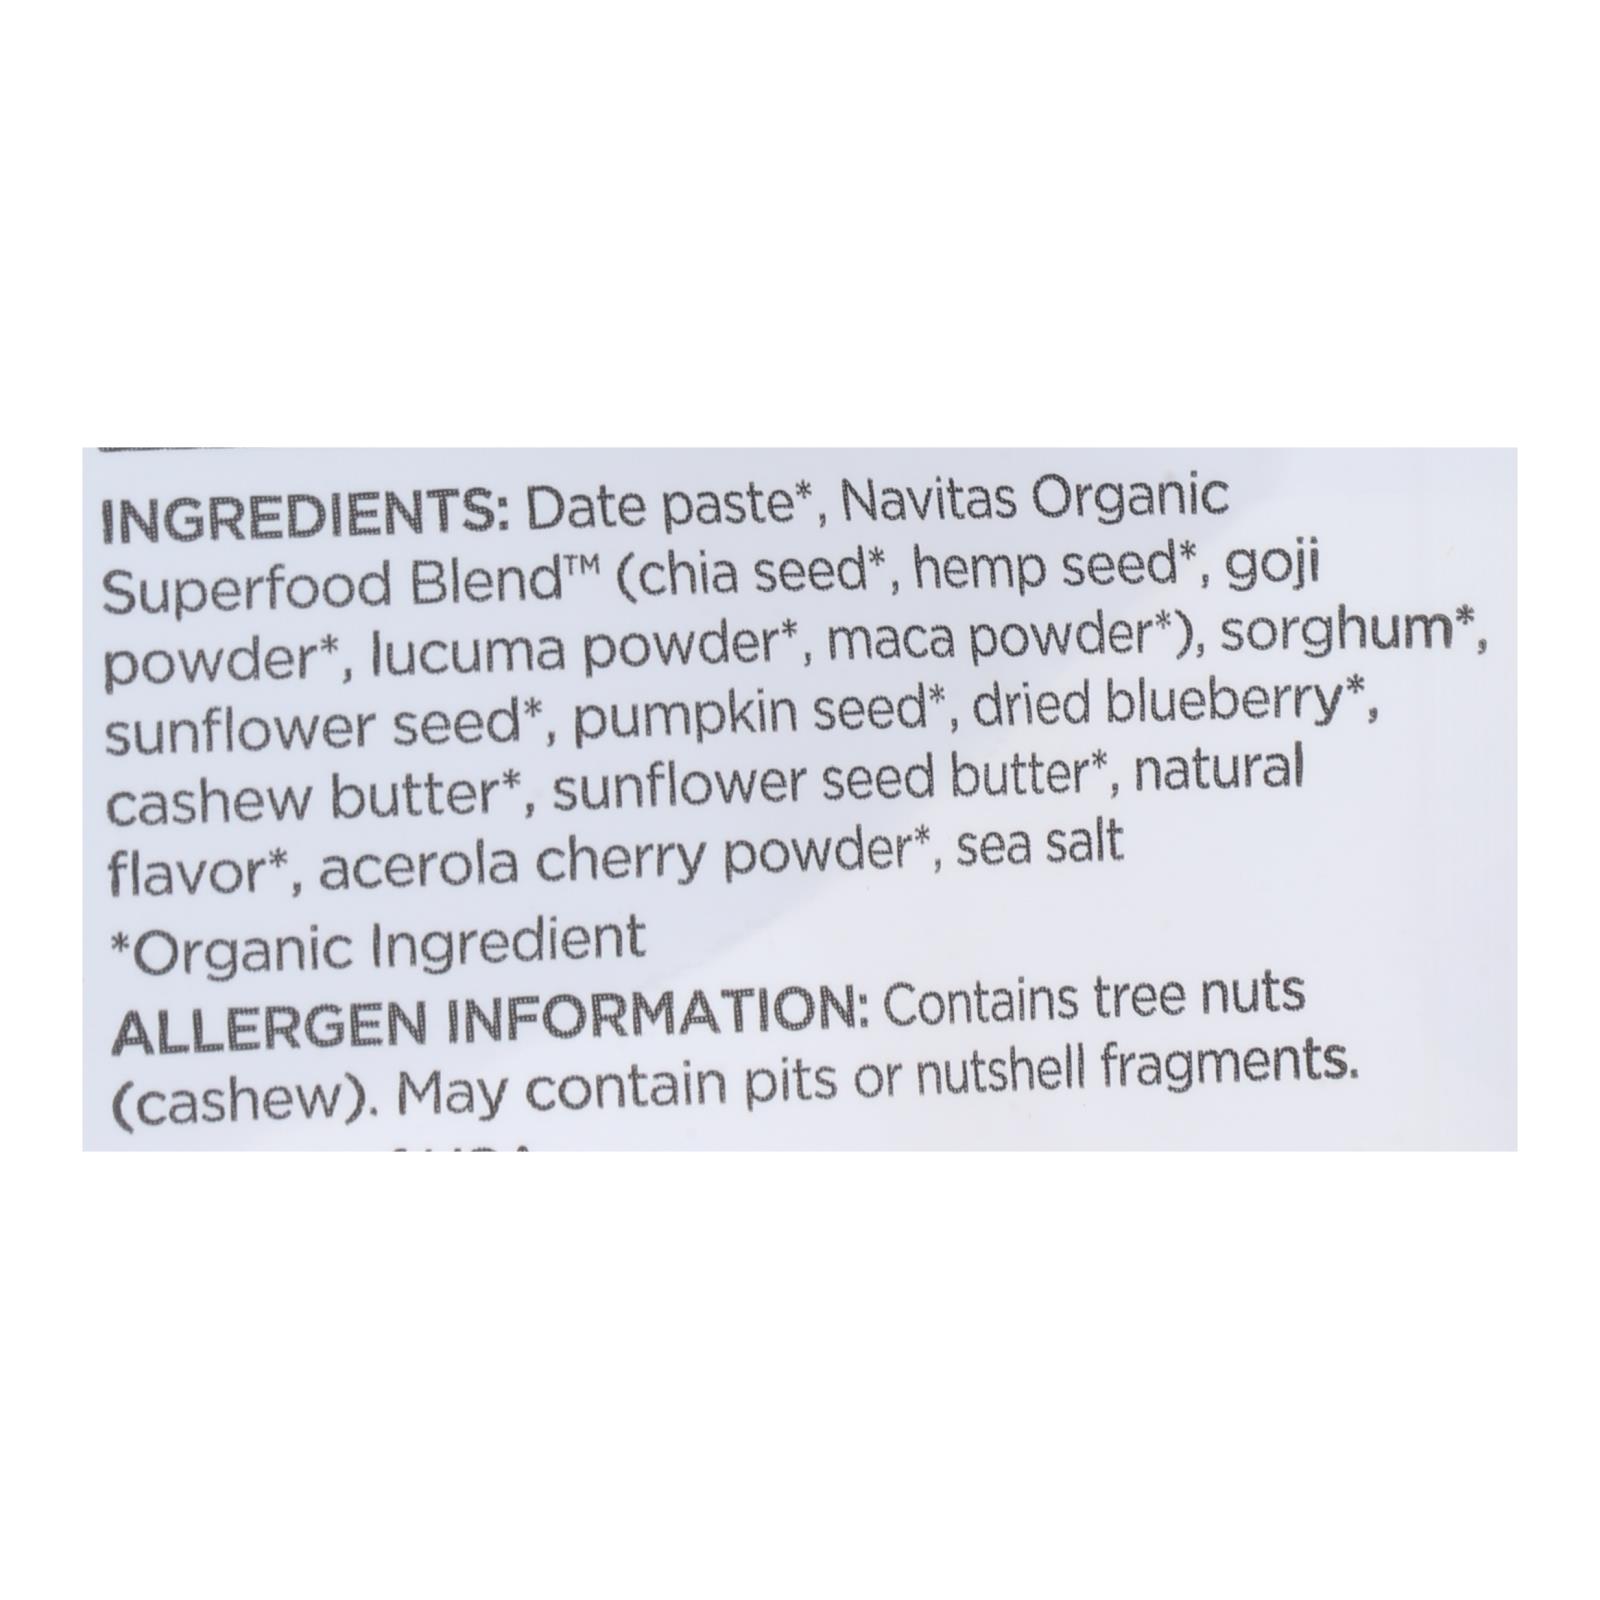 INGREDIENTS: Date paste*, Navitas Organic
Superfood Blend™ (chia seed*, hemp seed*, goji
powder*, lucuma powder*, maca powder*), sorghum*,
sunflower seed*, pumpkin seed*, dried blueberry*,
cashew butter*, sunflower seed butter*, natural
flavor*, acerola cherry powder*, sea salt
*Organic Ingredient
ALLERGEN INFORMATION: Contains tree nuts
(cashew). May contain pits or nutshell fragments.